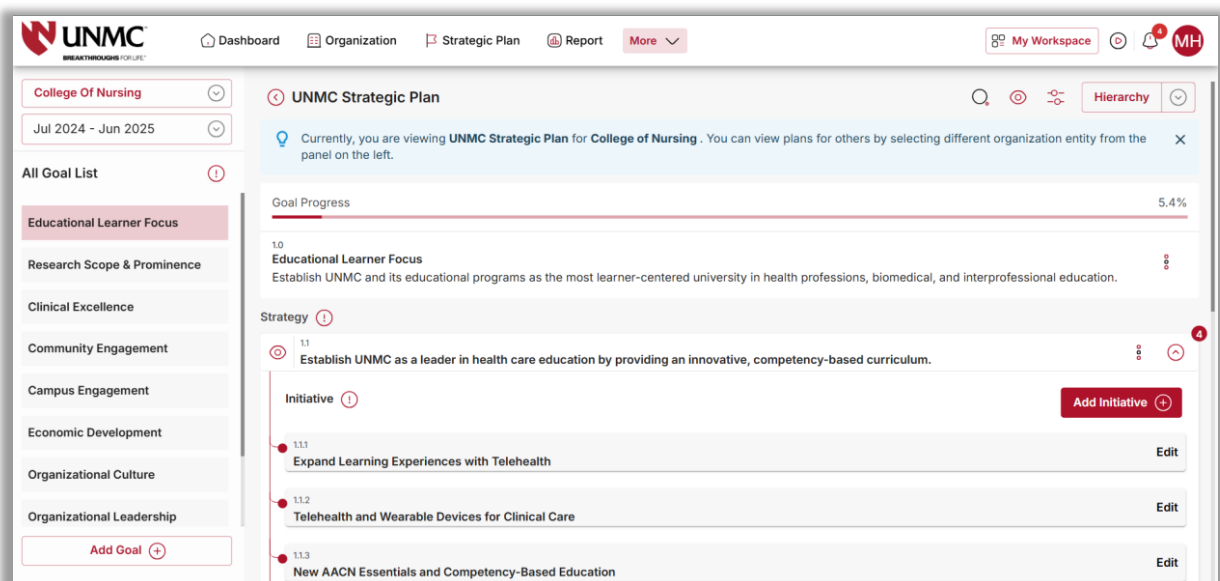 UNMC
BREAKTHROUGHS FOR LIFE™
Dashboard
Organization
Strategic Plan
Report
More
My Workspace
4
MH
College Of Nursing
Jul 2024 - Jun 2025
All Goal List
Educational Learner Focus
Research Scope & Prominence
Clinical Excellence
Community Engagement
Campus Engagement
Economic Development
Organizational Culture
Organizational Leadership
Add Goal
UNMC Strategic Plan
Hierarchy
Currently, you are viewing UNMC Strategic Plan for College of Nursing . You can view plans for others by selecting different organization entity from the
panel on the left.
Goal Progress
5.4%
1.0
Educational Learner Focus
Establish UNMC and its educational programs as the most learner-centered university in health professions, biomedical, and interprofessional education.
Strategy
4
1.1
Establish UNMC as a leader in health care education by providing an innovative, competency-based curriculum.
Initiative
Add Initiative
1.1.1
Expand Learning Experiences with Telehealth
Edit
1.1.2
Telehealth and Wearable Devices for Clinical Care
Edit
1.1.3
New AACN Essentials and Competency-Based Education
Edit